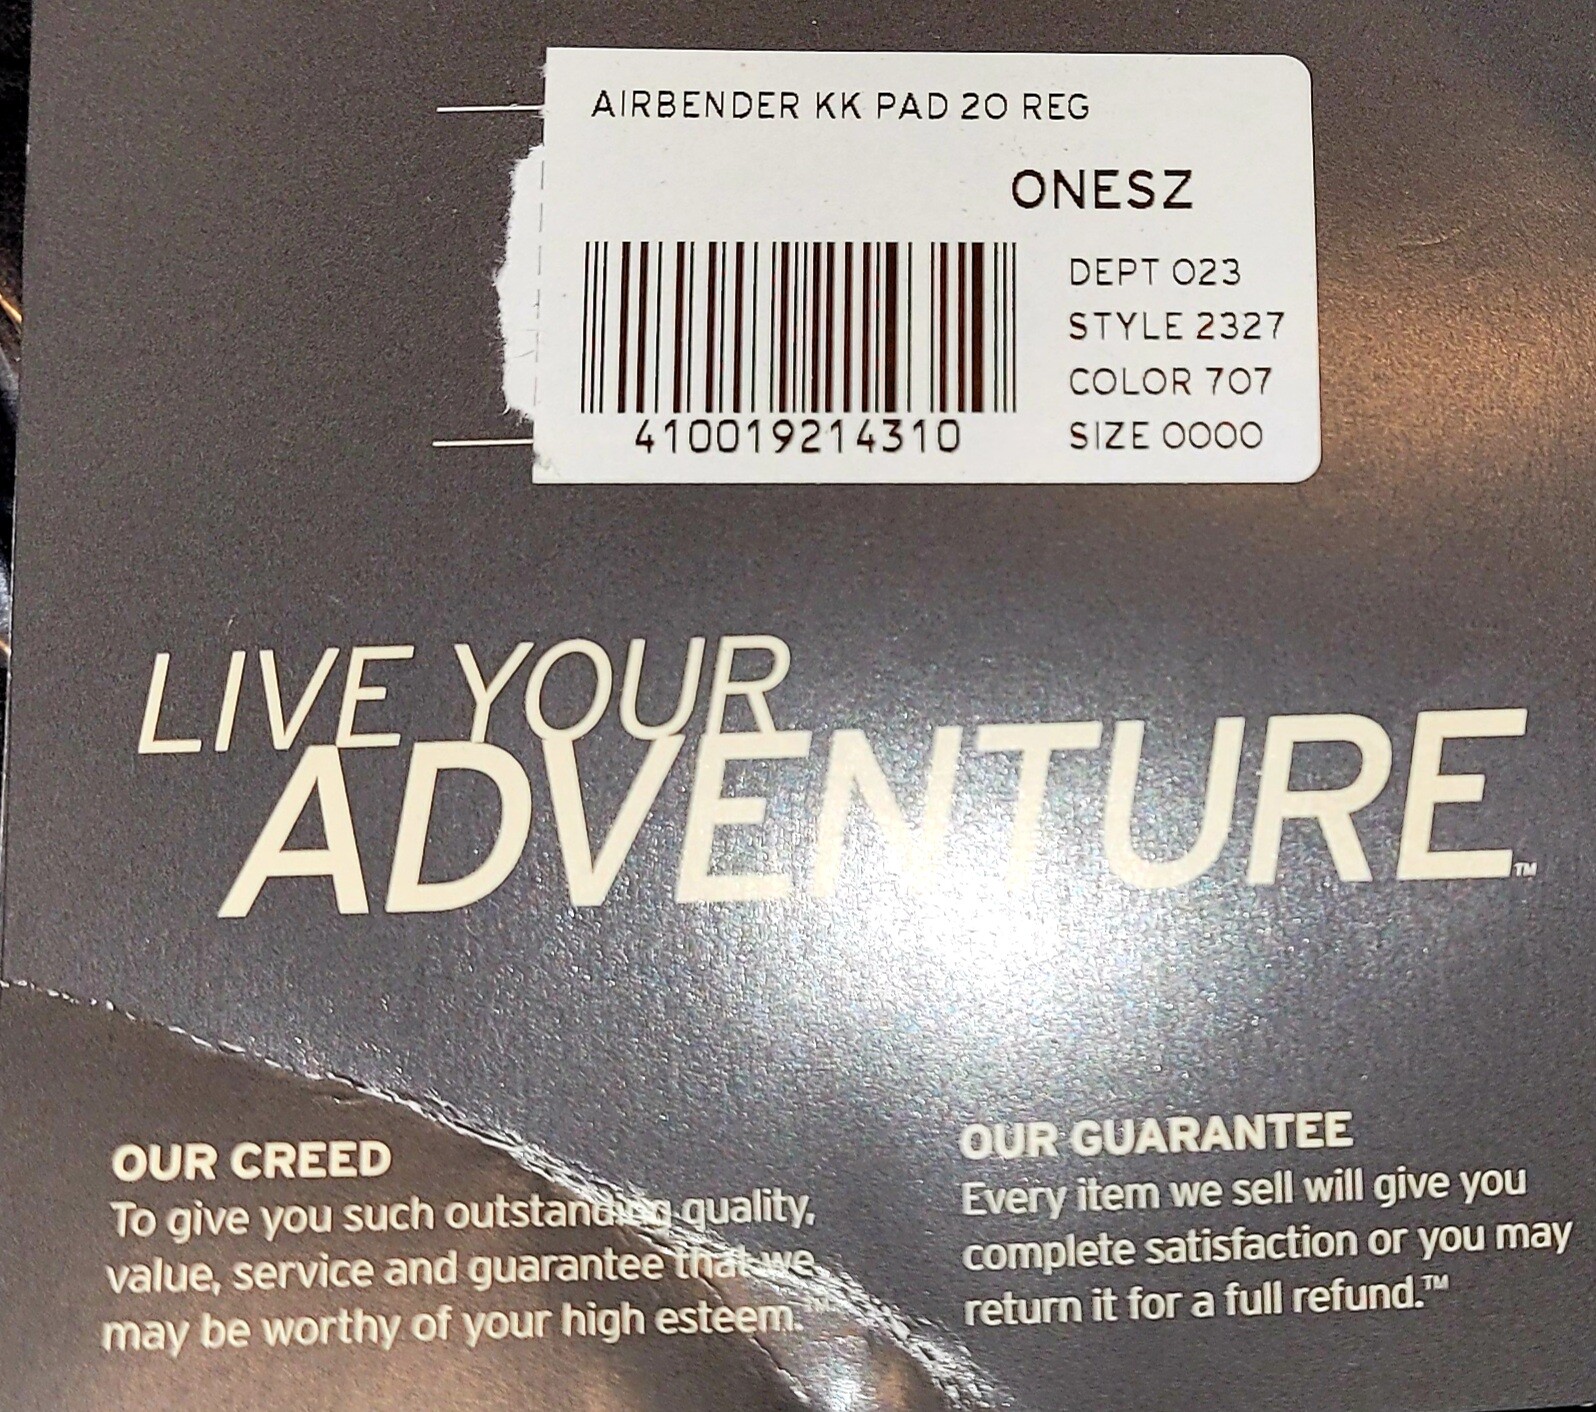 AIRBENDER KK PAD 20 REG
ONESZ
DEPT 023
STYLE 2327
COLOR 707
SIZE 0000
410019214310
LIVE YOUR
ADVENTURE™
OUR CREED
To give you such outstanding quality,
value, service and guarantee that we
may be worthy of your high esteem.™
OUR GUARANTEE
Every item we sell will give you
complete satisfaction or you may
return it for a full refund.™